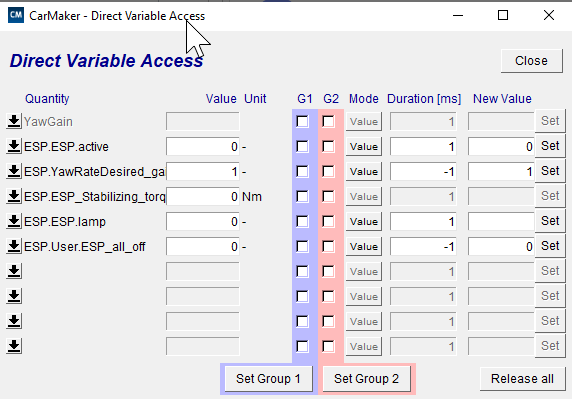 CM CarMaker - Direct Variable Access
Direct Variable Access Close
Quantity Value Unit G1 G2 Mode Duration [ms] New Value
YawGain Value 1 Set
ESP.ESP.active 0 - Value 1 0 Set
ESP.YawRateDesired_ga 1 - Value -1 1 Set
ESP.ESP_Stabilizing_torq 0 Nm Value 1 Set
ESP.ESP.lamp 0 - Value 1 Set
ESP.User.ESP_all_off 0 - Value -1 0 Set
Value 1 Set
Value 1 Set
Value 1 Set
Value 1 Set
Set Group 1 Set Group 2 Release all